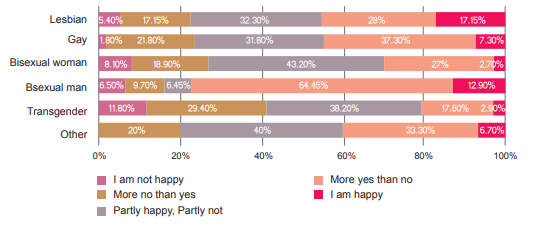 Lesbian 5.40% 17.15% 32.30% 28% 17.15%
Gay 1.80% 21.80% 31.80% 37.30% 7.30%
Bisexual woman 8.10% 18.90% 43.20% 27% 2.70%
Bsexual man 6.50% 9.70% 6.45% 64.45% 12.90%
Transgender 11.80% 29.40% 38.20% 17.60% 2.90%
Other 20% 40% 33.30% 6.70%
0% 20% 40% 60% 80% 100%
I am not happy More yes than no
More no than yes I am happy
Partly happy, Partly not